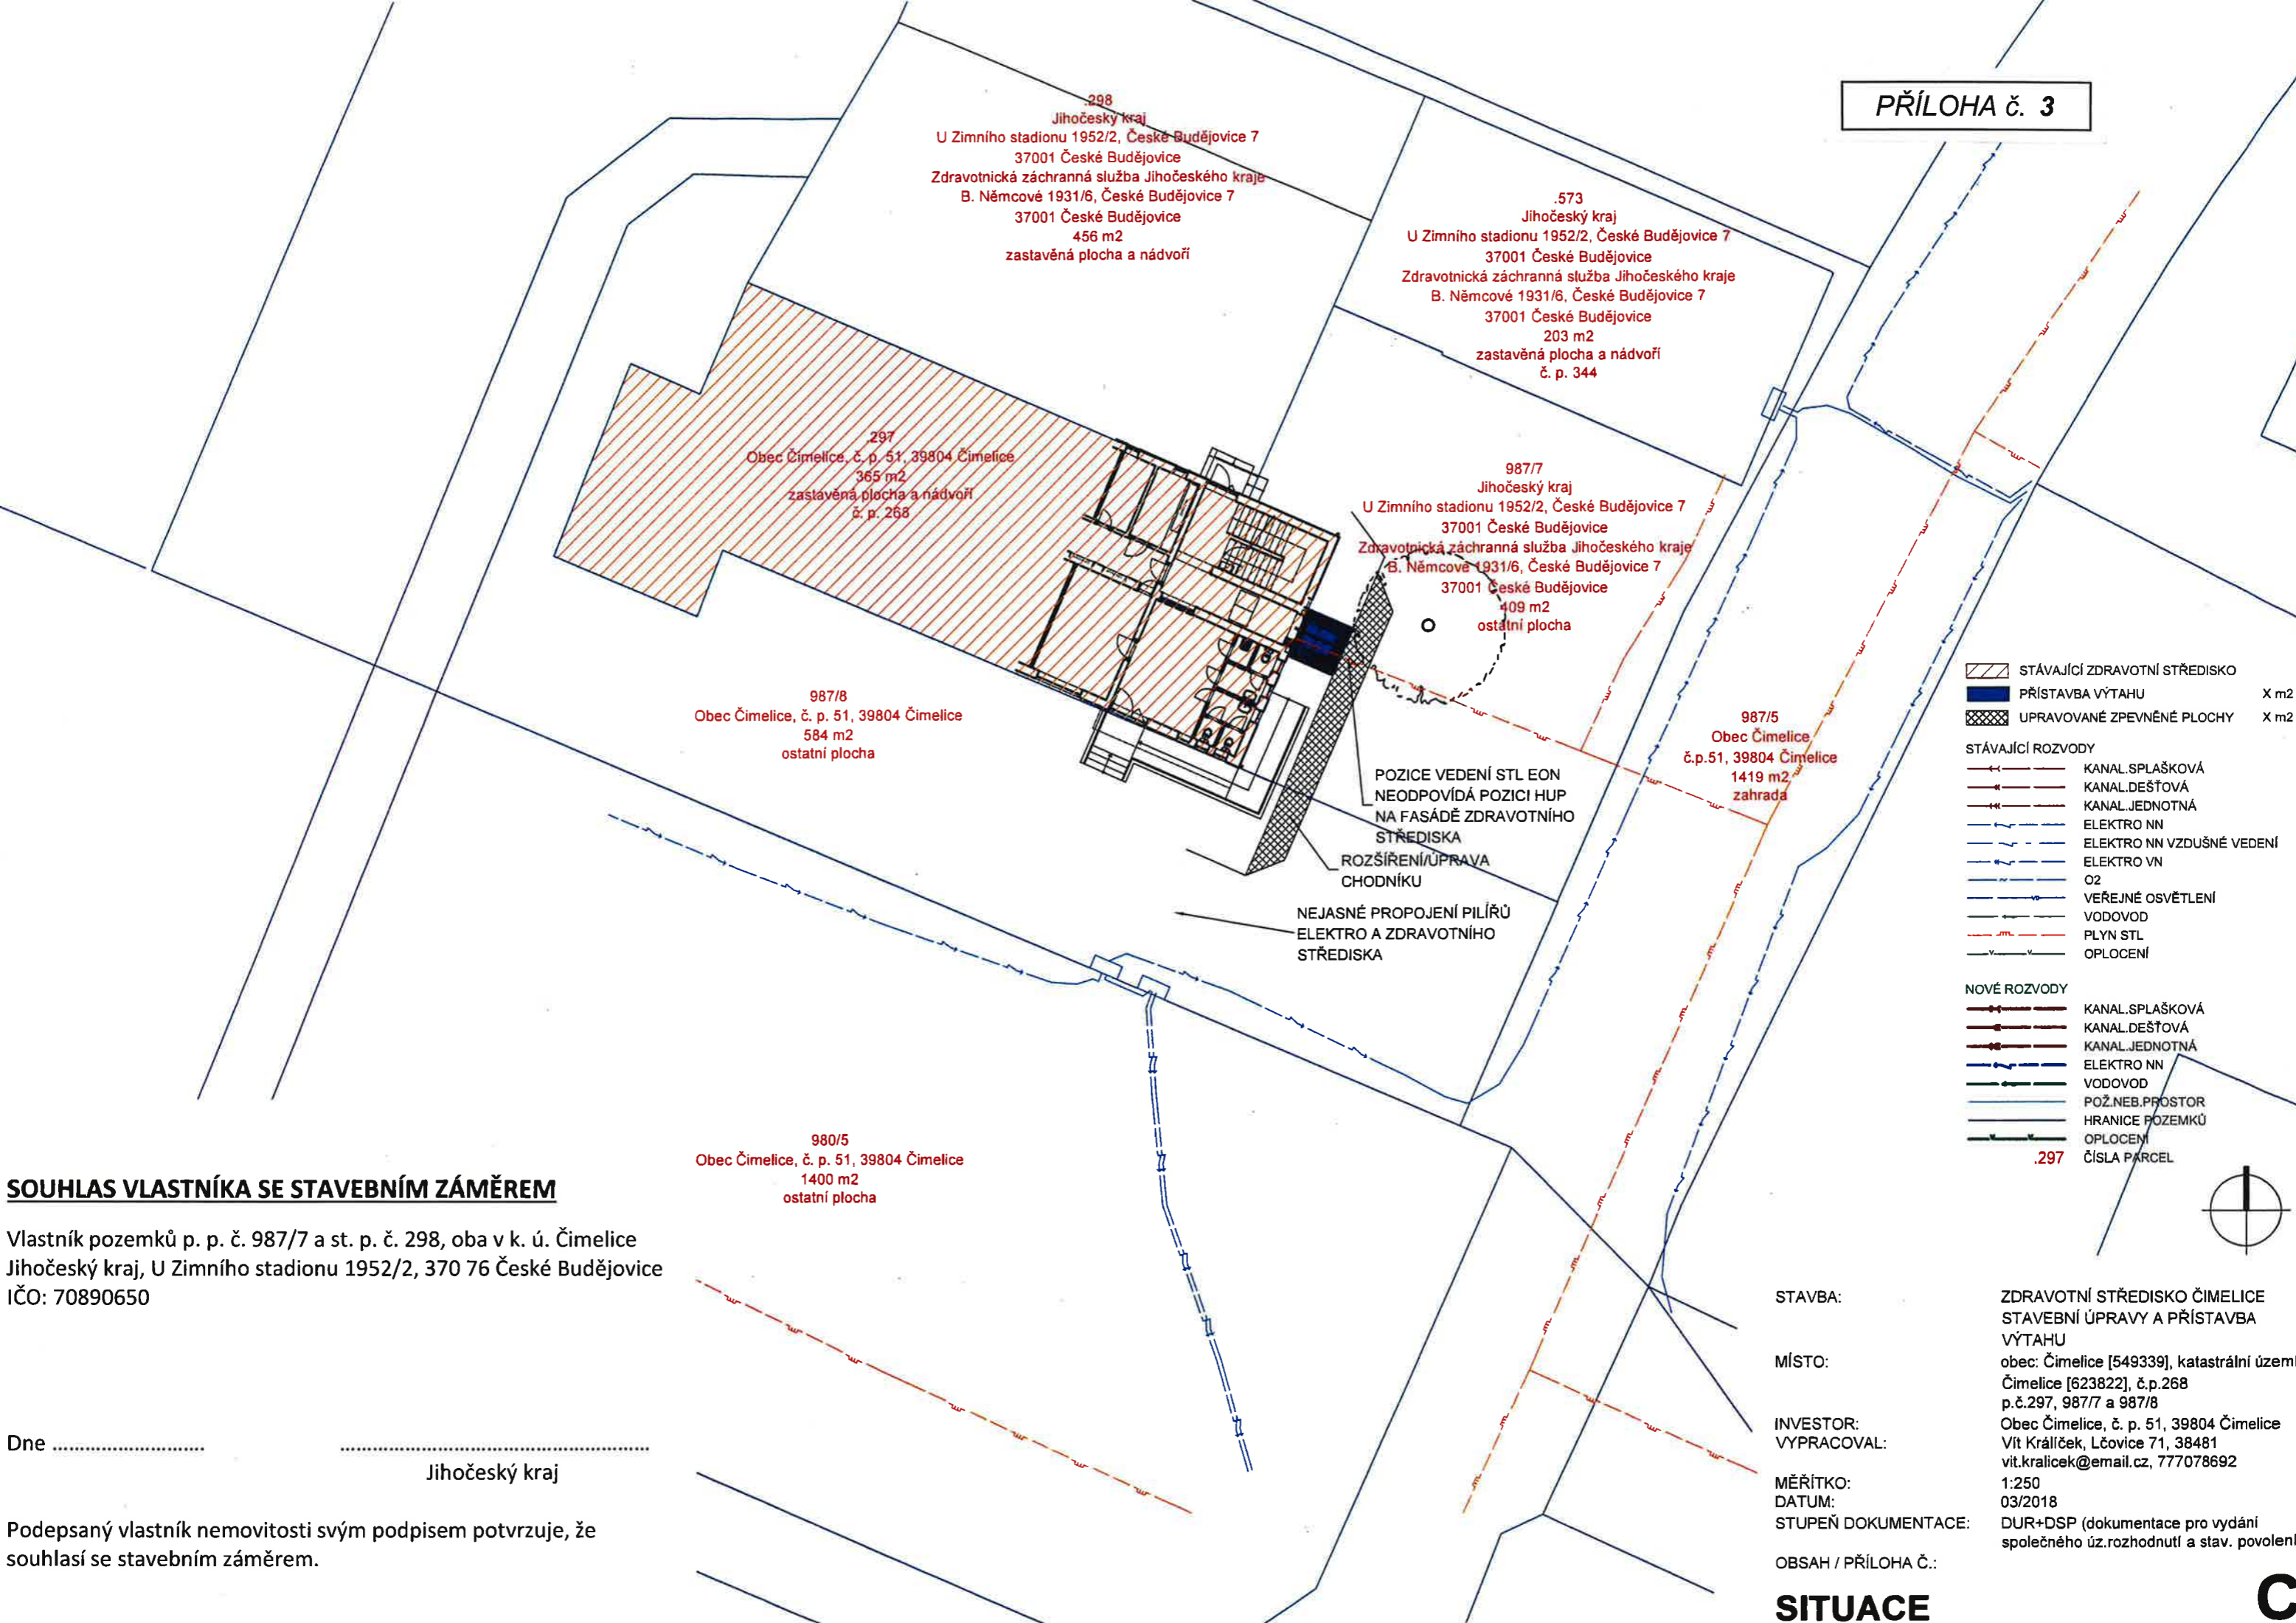 PŘÍLOHA č. 3
.298
Jihočeský kraj
U Zimního stadionu 1952/2, České Budějovice 7
37001 České Budějovice
Zdravotnická záchranná služba Jihočeského kraje
B. Němcové 1931/6, České Budějovice 7
37001 České Budějovice
456 m2
zastavěná plocha a nádvoří
.573
Jihočeský kraj
U Zimního stadionu 1952/2, České Budějovice 7
37001 České Budějovice
Zdravotnická záchranná služba Jihočeského kraje
B. Němcové 1931/6, České Budějovice 7
37001 České Budějovice
203 m2
zastavěná plocha a nádvoří
č. p. 344
.297
Obec Čimelice, č. p. 51, 39804 Čimelice
365 m2
zastavěná plocha a nádvoří
č. p. 268
987/7
Jihočeský kraj
U Zimního stadionu 1952/2, České Budějovice 7
37001 České Budějovice
Zdravotnická záchranná služba Jihočeského kraje
B. Němcové 1931/6, České Budějovice 7
37001 České Budějovice
409 m2
ostatní plocha
987/8
Obec Čimelice, č. p. 51, 39804 Čimelice
584 m2
ostatní plocha
987/5
Obec Čimelice,
č.p.51, 39804 Čimelice
1419 m2
zahrada
POZICE VEDENÍ STL EON
NEODPOVÍDÁ POZICI HUP
NA FASÁDĚ ZDRAVOTNÍHO
STŘEDISKA
ROZŠÍŘENÍ/ÚPRAVA
CHODNÍKU
NEJASNÉ PROPOJENÍ PILÍŘŮ
ELEKTRO A ZDRAVOTNÍHO
STŘEDISKA
980/5
Obec Čimelice, č. p. 51, 39804 Čimelice
1400 m2
ostatní plocha
STÁVAJÍCÍ ZDRAVOTNÍ STŘEDISKO
PŘÍSTAVBA VÝTAHU X m2
UPRAVOVANÉ ZPEVNĚNÉ PLOCHY X m2
STÁVAJÍCÍ ROZVODY
KANAL.SPLAŠKOVÁ
KANAL.DEŠŤOVÁ
KANAL.JEDNOTNÁ
ELEKTRO NN
ELEKTRO NN VZDUŠNÉ VEDENÍ
ELEKTRO VN
O2
VEŘEJNÉ OSVĚTLENÍ
VODOVOD
PLYN STL
OPLOCENÍ
NOVÉ ROZVODY
KANAL.SPLAŠKOVÁ
KANAL.DEŠŤOVÁ
KANAL.JEDNOTNÁ
ELEKTRO NN
VODOVOD
POŽ.NEB.PROSTOR
HRANICE POZEMKŮ
OPLOCENÍ
.297 ČÍSLA PARCEL
SOUHLAS VLASTNÍKA SE STAVEBNÍM ZÁMĚREM
Vlastník pozemků p. p. č. 987/7 a st. p. č. 298, oba v k. ú. Čimelice
Jihočeský kraj, U Zimního stadionu 1952/2, 370 76 České Budějovice
IČO: 70890650
Dne ........................... .......................................................
Jihočeský kraj
Podepsaný vlastník nemovitosti svým podpisem potvrzuje, že
souhlasí se stavebním záměrem.
STAVBA: ZDRAVOTNÍ STŘEDISKO ČIMELICE
STAVEBNÍ ÚPRAVY A PŘÍSTAVBA
VÝTAHU
MÍSTO: obec: Čimelice [549339], katastrální územ
Čimelice [623822], č.p.268
p.č.297, 987/7 a 987/8
INVESTOR: Obec Čimelice, č. p. 51, 39804 Čimelice
VYPRACOVAL: Vít Králíček, Lčovice 71, 38481
vit.kralicek@email.cz, 777078692
MĚŘÍTKO: 1:250
DATUM: 03/2018
STUPEŇ DOKUMENTACE: DUR+DSP (dokumentace pro vydání
společného úz.rozhodnutí a stav. povolen
OBSAH / PŘÍLOHA Č.:
SITUACE C